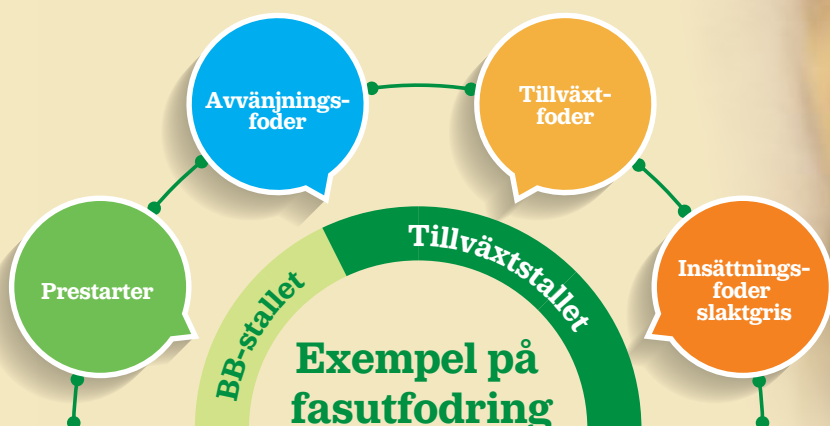 Avvänjnings-
foder
Tillväxt-
foder
Prestarter
Insättnings-
foder
slaktgris
BB-stallet
Tillväxtstallet
Exempel på
fasutfodring